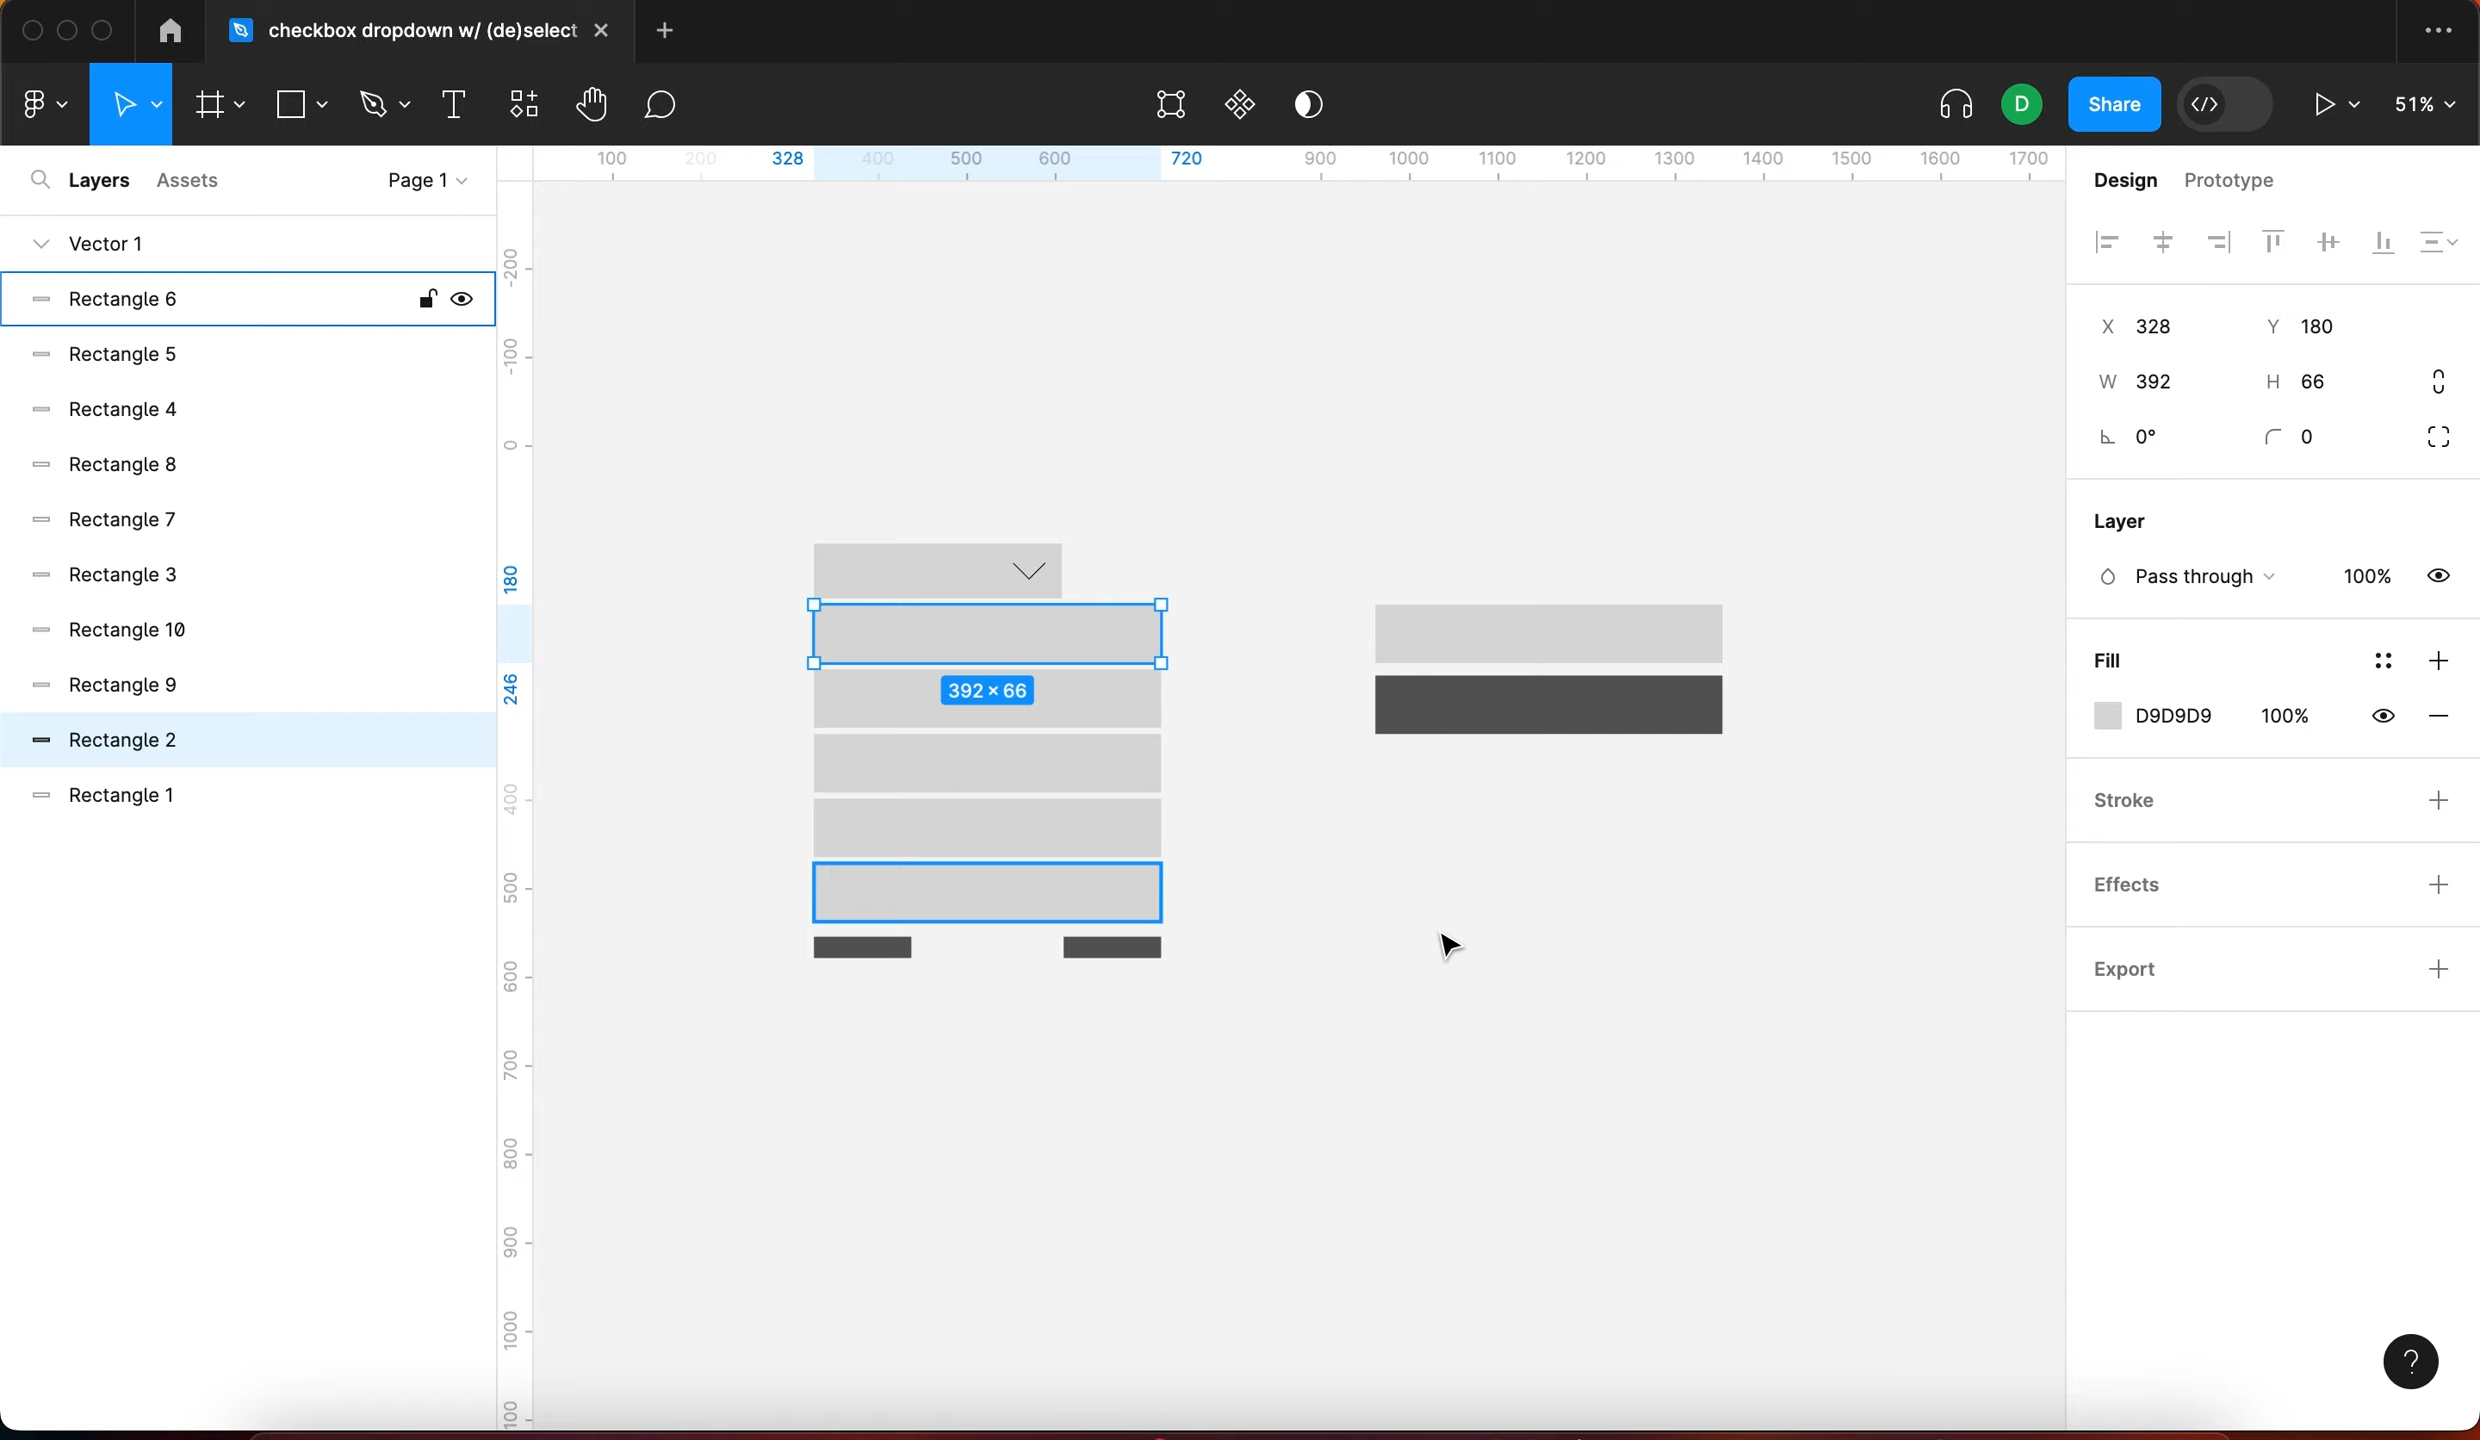 checkbox dropdown w/ (de)select
D
Share
51%
Layers
Assets
Page 1
100
200
328
400
500
600
720
900
1000
1100
1200
1300
1400
1500
1600
1700
Design
Prototype
Vector 1
Rectangle 6
Rectangle 5
Rectangle 4
Rectangle 8
Rectangle 7
Rectangle 3
Rectangle 10
Rectangle 9
Rectangle 2
Rectangle 1
-200
-100
0
180
246
400
500
600
700
800
900
1000
100
392 × 66
X 328
Y 180
W 392
H 66
0°
0
Layer
Pass through
100%
Fill
D9D9D9
100%
Stroke
Effects
Export
?